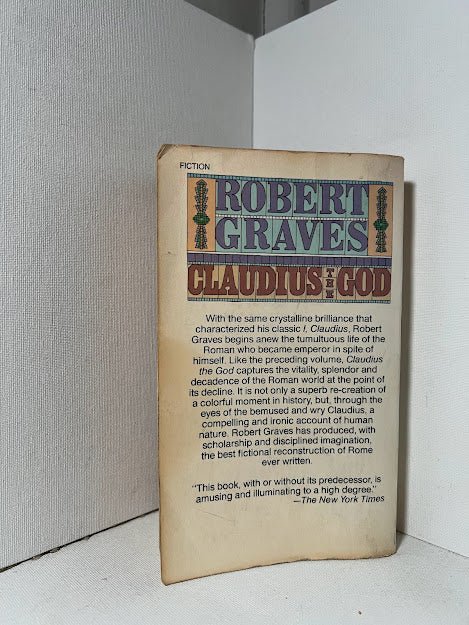 FICTION
ROBERT
GRAVES
CLAUDIUS THE GOD
With the same crystalline brilliance that
characterized his classic I, Claudius, Robert
Graves begins anew the tumultuous life of the
Roman who became emperor in spite of
himself. Like the preceding volume, Claudius
the God captures the vitality, splendor and
decadence of the Roman world at the point of
its decline. It is not only a superb re-creation of
a colorful moment in history, but, through the
eyes of the bemused and wry Claudius, a
compelling and ironic account of human
nature. Robert Graves has produced, with
scholarship and disciplined imagination,
the best fictional reconstruction of Rome
ever written.
"This book, with or without its predecessor, is
amusing and illuminating to a high degree."
—The New York Times